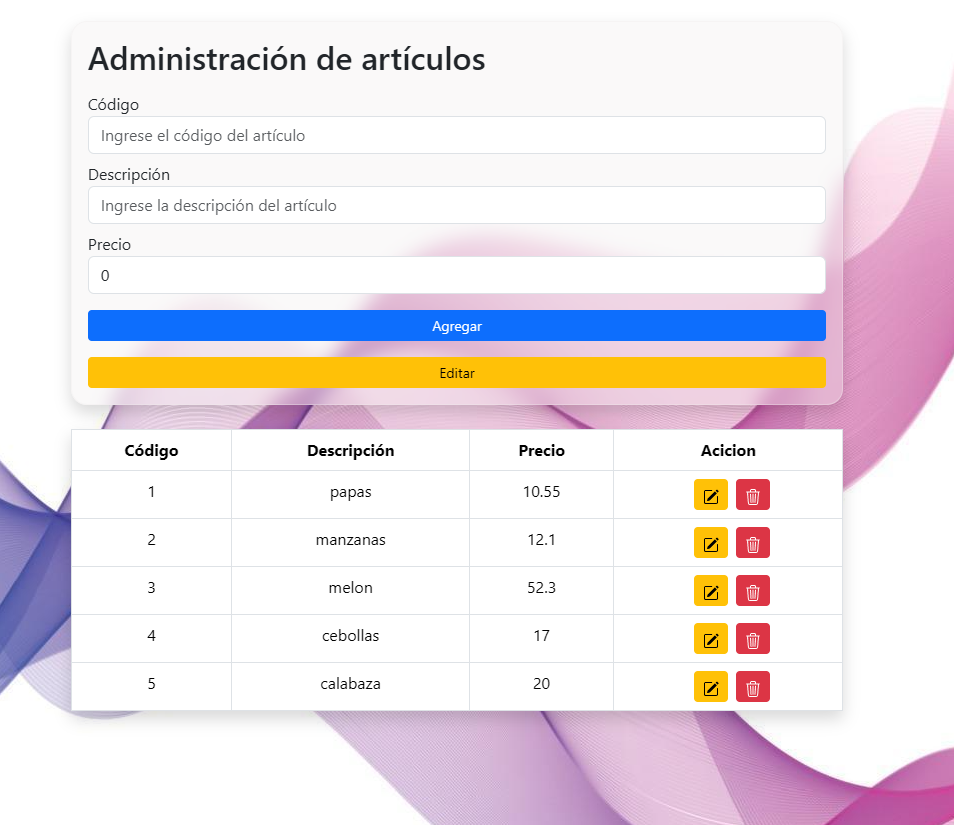 Administración de artículos
Código
Ingrese el código del artículo
Descripción
Ingrese la descripción del artículo
Precio
0
Agregar
Editar
Código Descripción Precio Acicion
1 papas 10.55
2 manzanas 12.1
3 melon 52.3
4 cebollas 17
5 calabaza 20